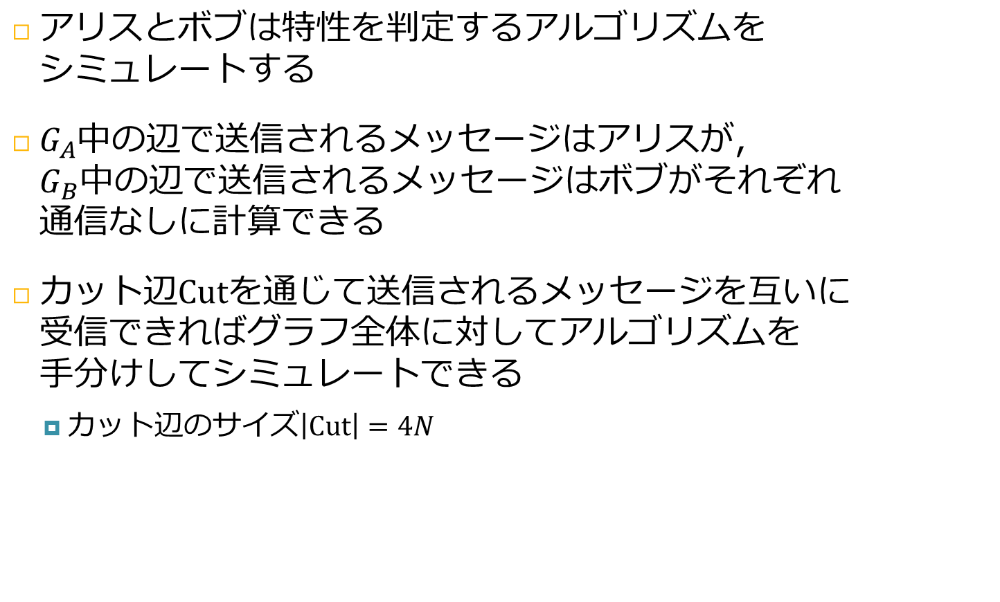 アリスとボブは特性を判定するアルゴリズムを
シミュレートする
G_A中の辺で送信されるメッセージはアリスが,
G_B中の辺で送信されるメッセージはボブがそれぞれ
通信なしに計算できる
カット辺Cutを通じて送信されるメッセージを互いに
受信できればグラフ全体に対してアルゴリズムを
手分けしてシミュレートできる
カット辺のサイズ|Cut| = 4N